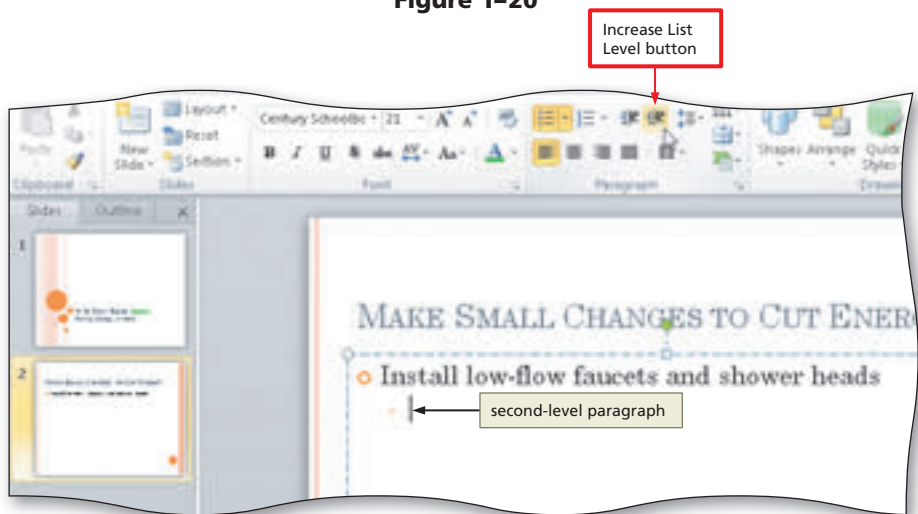 Figure 1–20
Increase List
Level button
Layout
Century Schoolbo 21
New
Slide
Reset
Section
Shapes Arrange Quick
Styles
Clipboard
Slides
Font
Paragraph
Slides Outline
1
2
MAKE SMALL CHANGES TO CUT ENER
Install low-flow faucets and shower heads
second-level paragraph